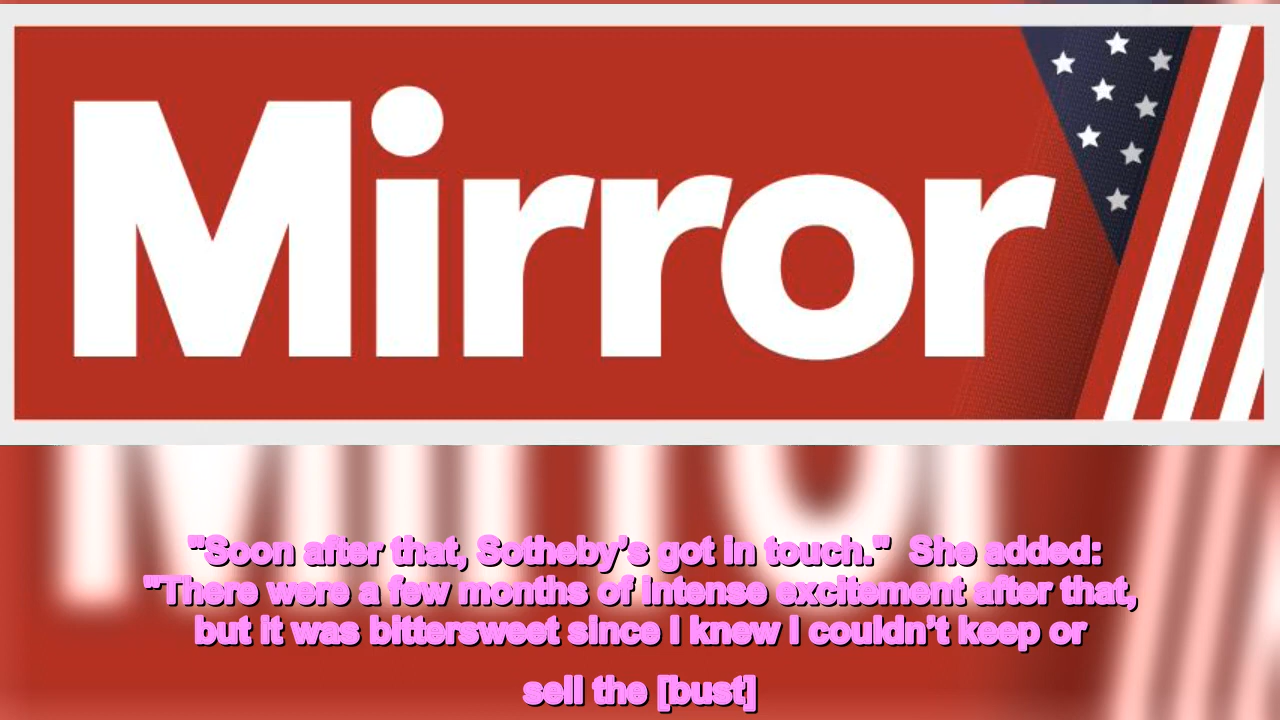 Mirror
"Soon after that, Sotheby’s got in touch."  She added:
"There were a few months of intense excitement after that,
but it was bittersweet since I knew I couldn’t keep or
sell the [bust]